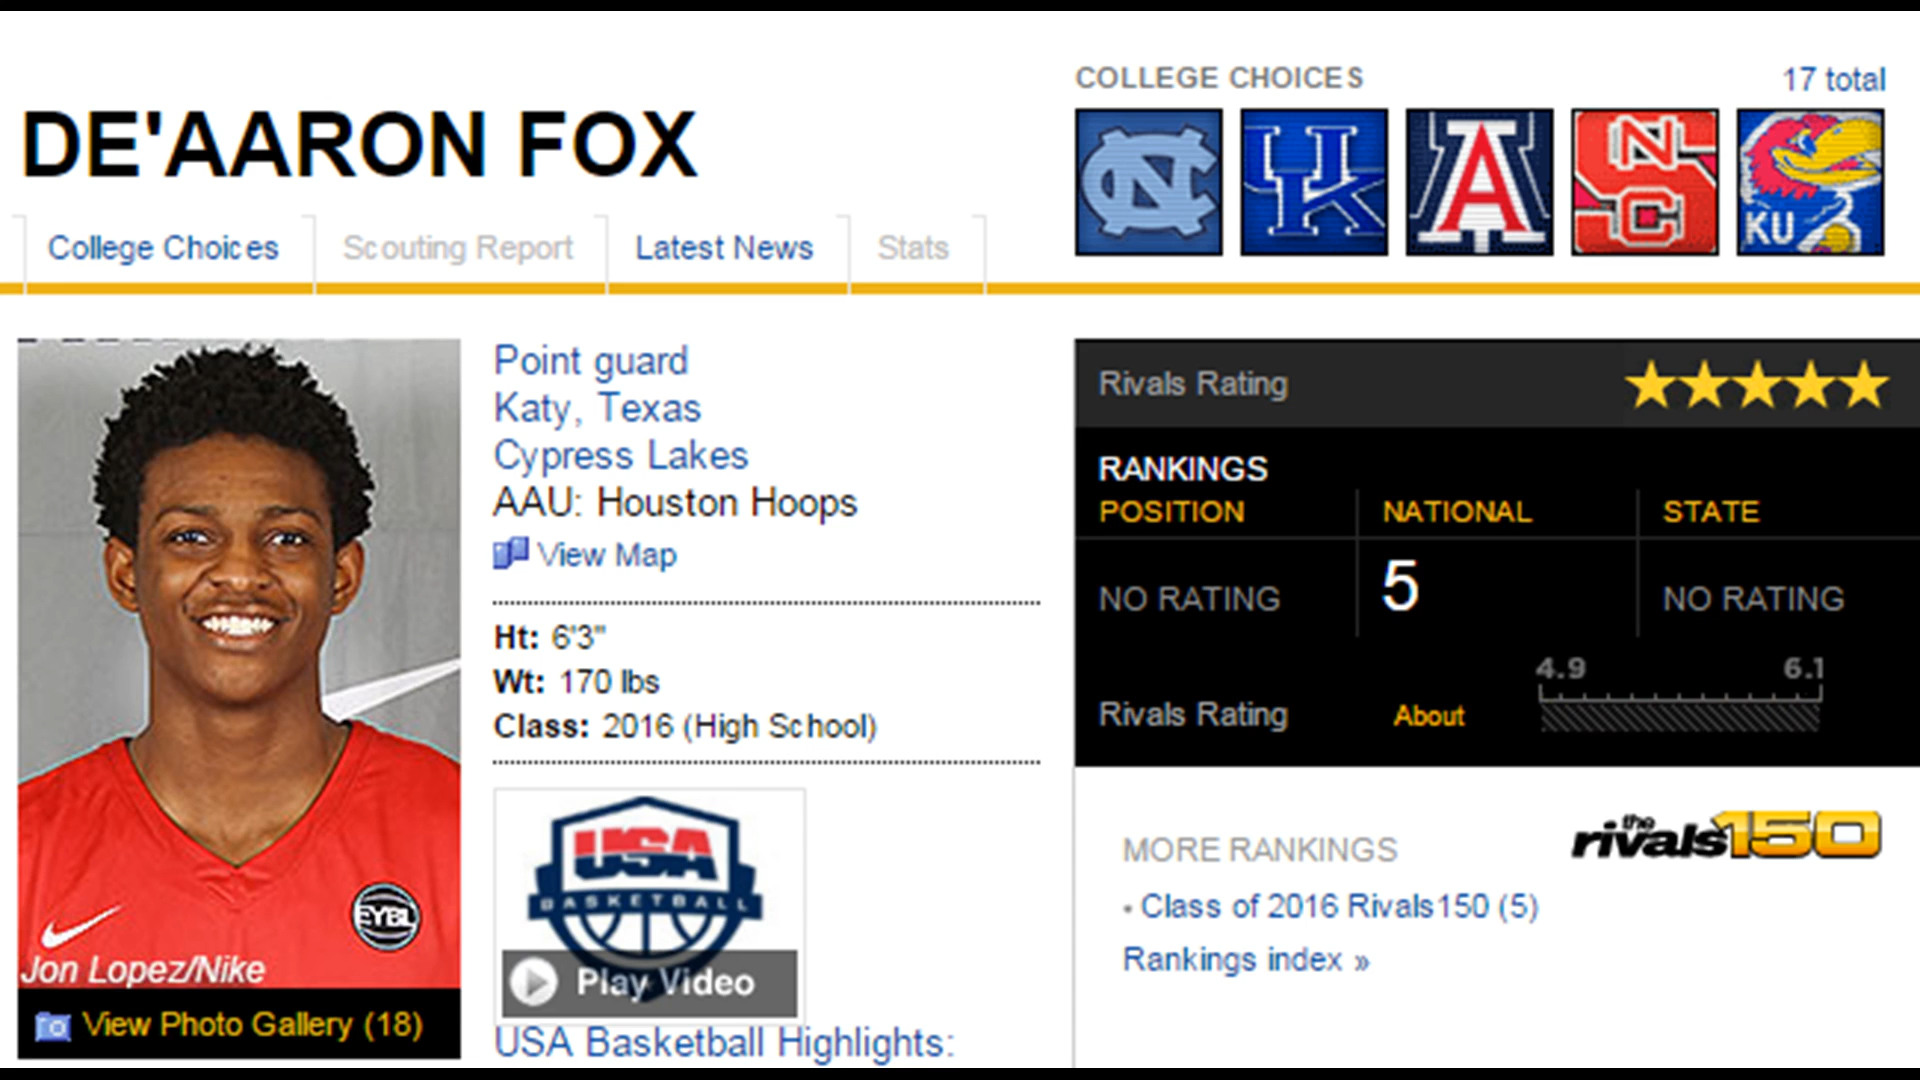 DE'AARON FOX
COLLEGE CHOICES
17 total
NC
UK
A
NC
S
KU
College Choices
Scouting Report
Latest News
Stats
EYBL
Jon Lopez/Nike
View Photo Gallery (18)
Point guard
Katy, Texas
Cypress Lakes
AAU: Houston Hoops
View Map
Ht: 6'3"
Wt: 170 lbs
Class: 2016 (High School)
USA
BASKETBALL
Play Video
USA Basketball Highlights:
Rivals Rating
RANKINGS
POSITION NATIONAL STATE
NO RATING 5 NO RATING
4.9 6.1
Rivals Rating About
MORE RANKINGS
the rivals150
• Class of 2016 Rivals150 (5)
Rankings index »